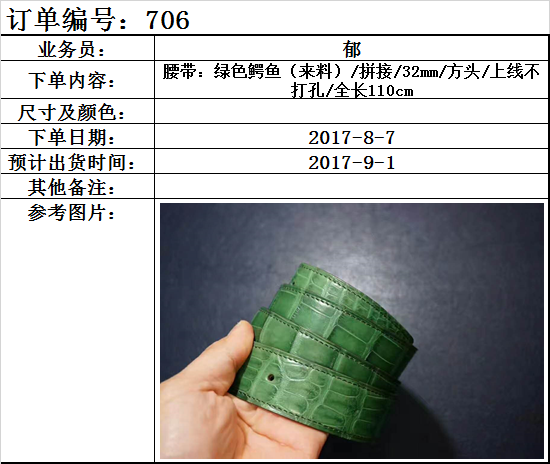 订单编号：706
业务员： 郁
下单内容： 腰带：绿色鳄鱼（来料）/拼接/32mm/方头/上线不
打孔/全长110cm
尺寸及颜色：
下单日期： 2017-8-7
预计出货时间： 2017-9-1
其他备注：
参考图片：